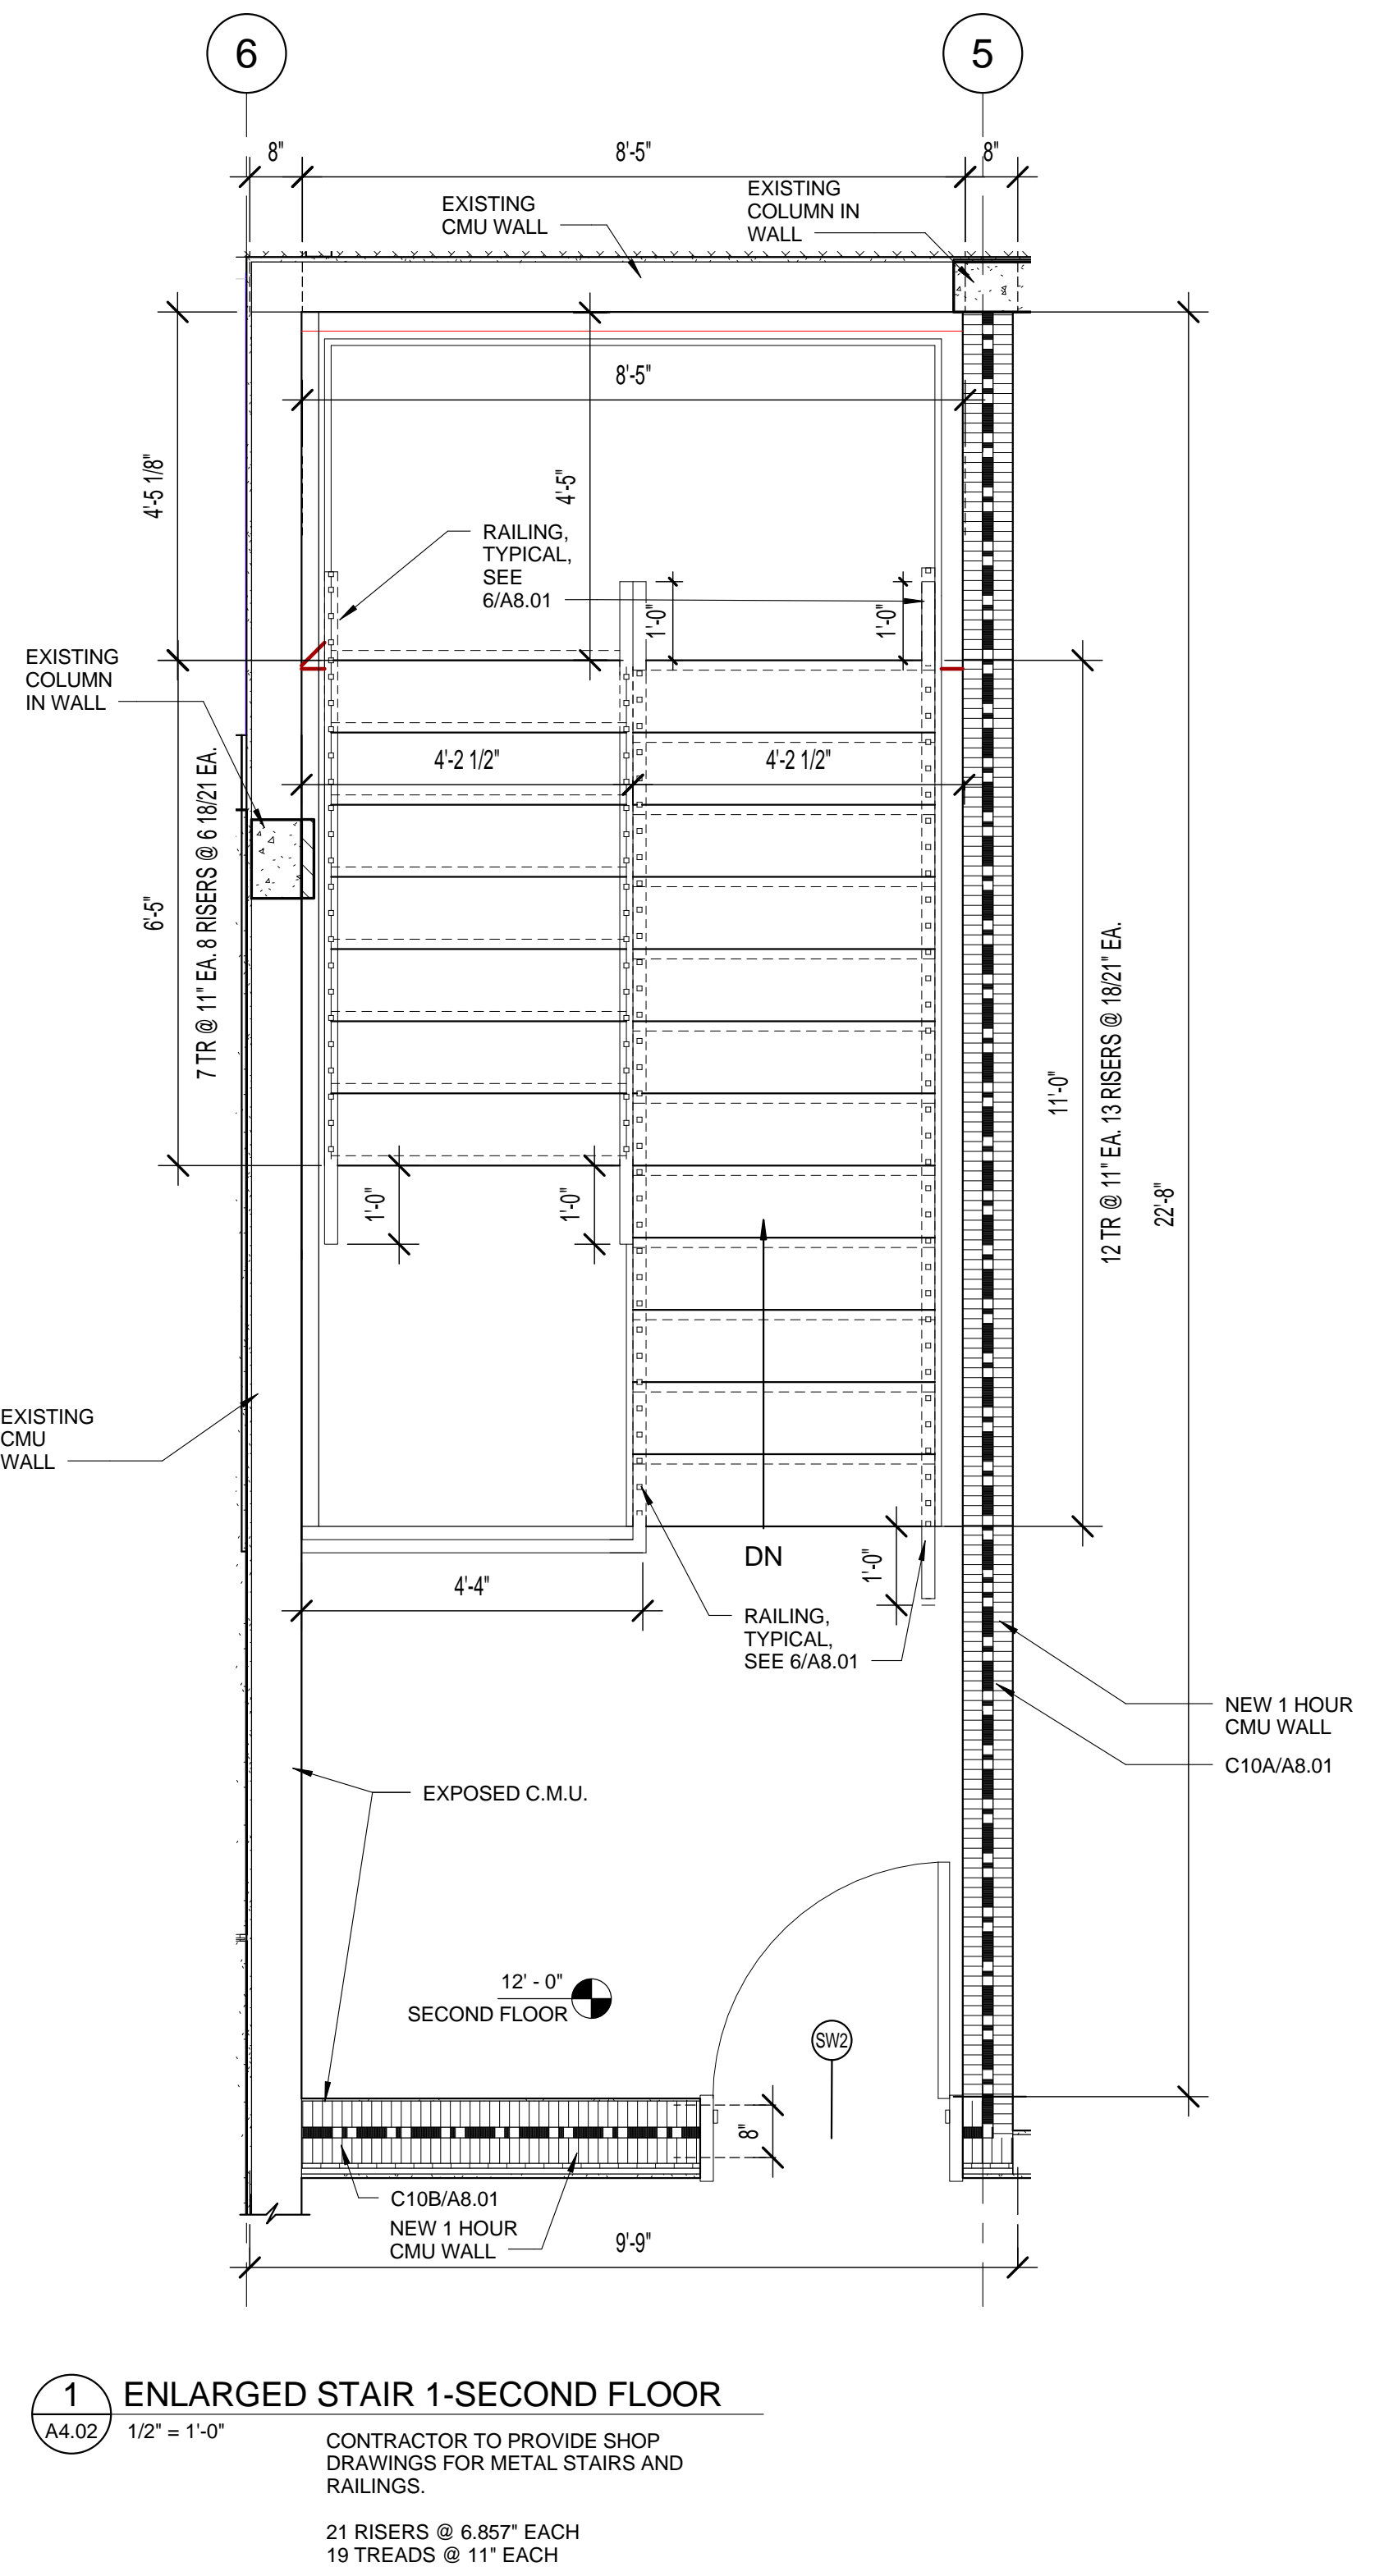 6
5
8"
8'-5"
8"
EXISTING
CMU WALL
EXISTING
COLUMN IN
WALL
8'-5"
4'-5 1/8"
4'-5"
RAILING,
TYPICAL,
SEE
6/A8.01
1'-0"
1'-0"
EXISTING
COLUMN
IN WALL
4'-2 1/2"
4'-2 1/2"
6'-5"
7 TR @ 11" EA. 8 RISERS @ 6 18/21 EA.
11'-0"
12 TR @ 11" EA. 13 RISERS @ 18/21" EA.
22'-8"
1'-0"
1'-0"
EXISTING
CMU
WALL
DN
1'-0"
4'-4"
RAILING,
TYPICAL,
SEE 6/A8.01
NEW 1 HOUR
CMU WALL
C10A/A8.01
EXPOSED C.M.U.
12' - 0"
SECOND FLOOR
SW2
8"
C10B/A8.01
NEW 1 HOUR
CMU WALL
9'-9"
1
A4.02
ENLARGED STAIR 1-SECOND FLOOR
1/2" = 1'-0"
CONTRACTOR TO PROVIDE SHOP
DRAWINGS FOR METAL STAIRS AND
RAILINGS.
21 RISERS @ 6.857" EACH
19 TREADS @ 11" EACH